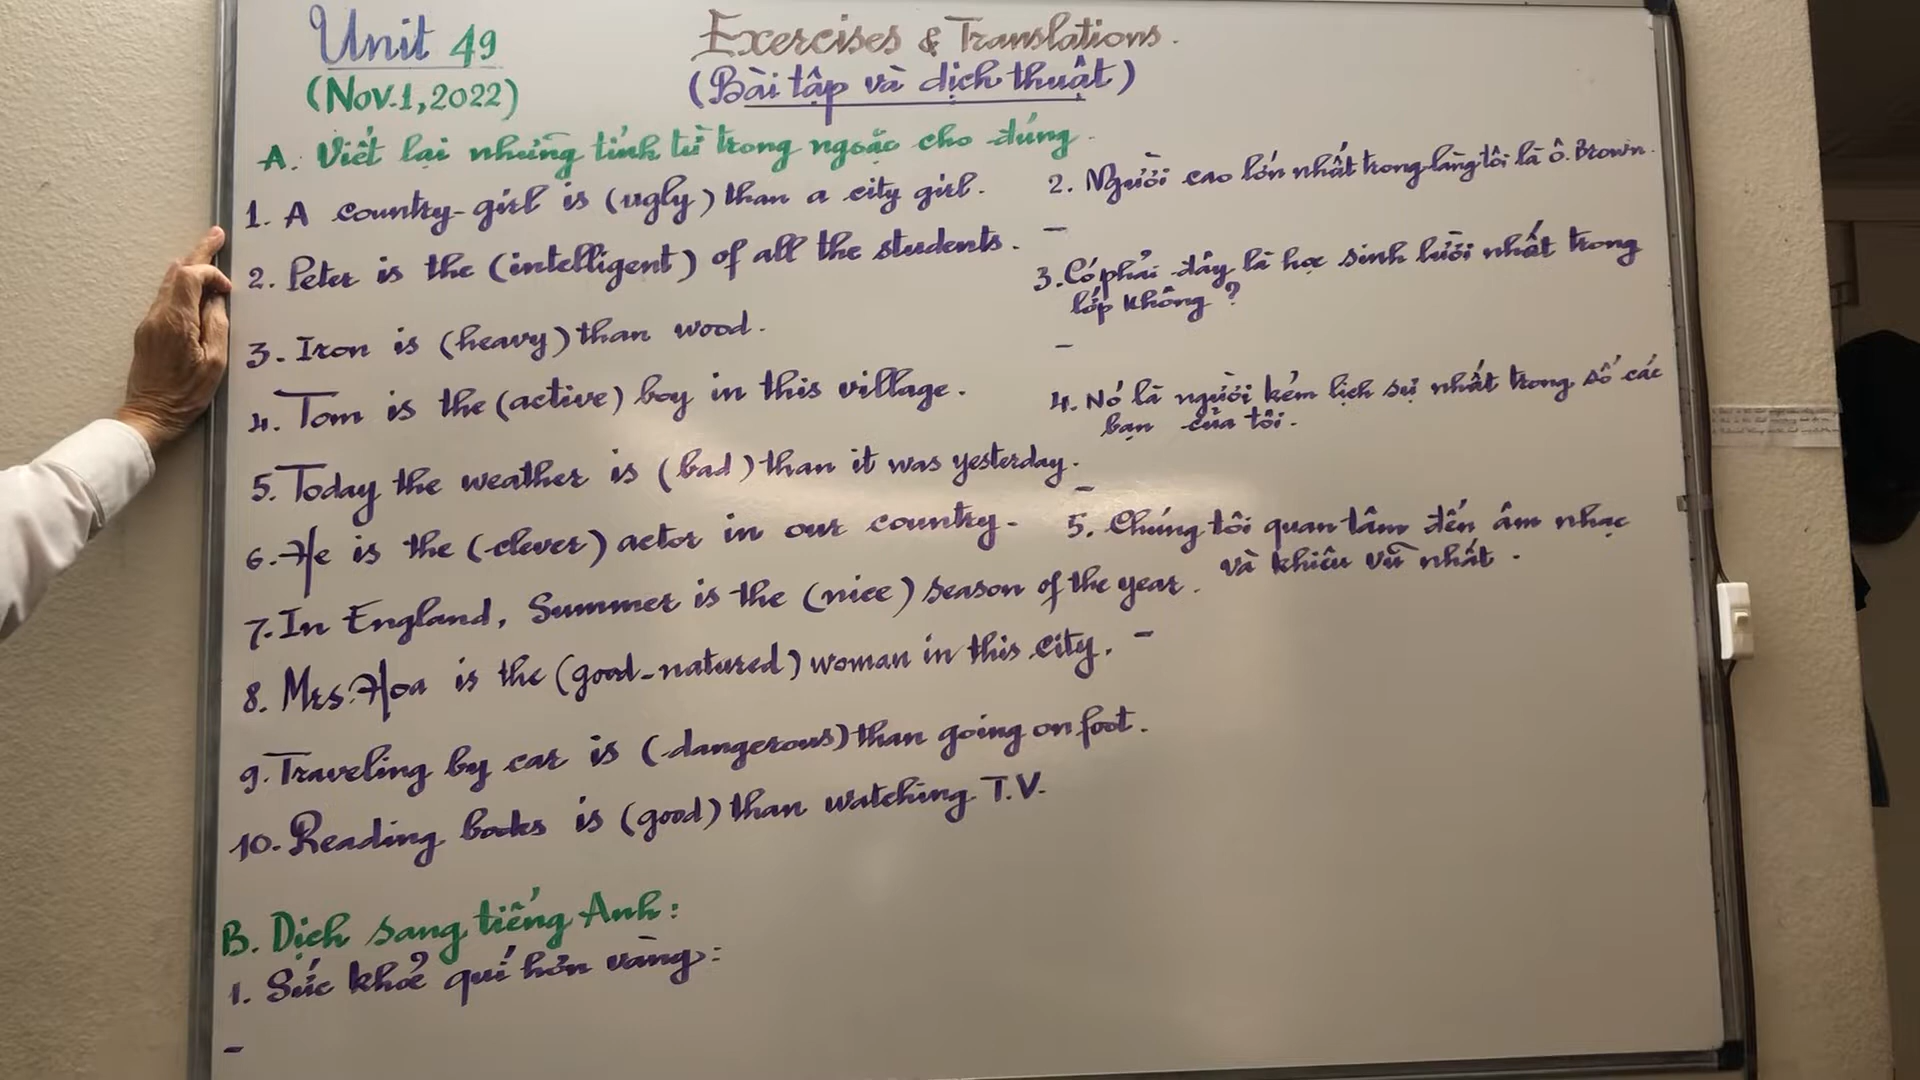 Unit 49
(Nov.1,2022)
Exercises & Translations.
(Bài tập và dịch thuật)
A. Viết lại những tính từ trong ngoặc cho đúng.
1. A country-girl is (ugly) than a city girl.
2. Peter is the (intelligent) of all the students.
3. Iron is (heavy) than wood.
4. Tom is the (active) boy in this village.
5. Today the weather is (bad) than it was yesterday.
6. He is the (clever) actor in our country.
7. In England, Summer is the (nice) season of the year.
8. Mrs. Hoa is the (good-natured) woman in this city.
9. Traveling by car is (dangerous) than going on foot.
10. Reading books is (good) than watching T.V.
B. Dịch sang tiếng Anh:
1. Sức khoẻ quí hơn vàng:
-
2. Người cao lớn nhất trong làng tôi là ô. Brown.
-
3. Có phải đây là học sinh lười nhất trong
lớp không?
-
4. Nó là người kém lịch sự nhất trong số các
bạn của tôi.
-
5. Chúng tôi quan tâm đến âm nhạc
và khiêu vũ nhất.
-